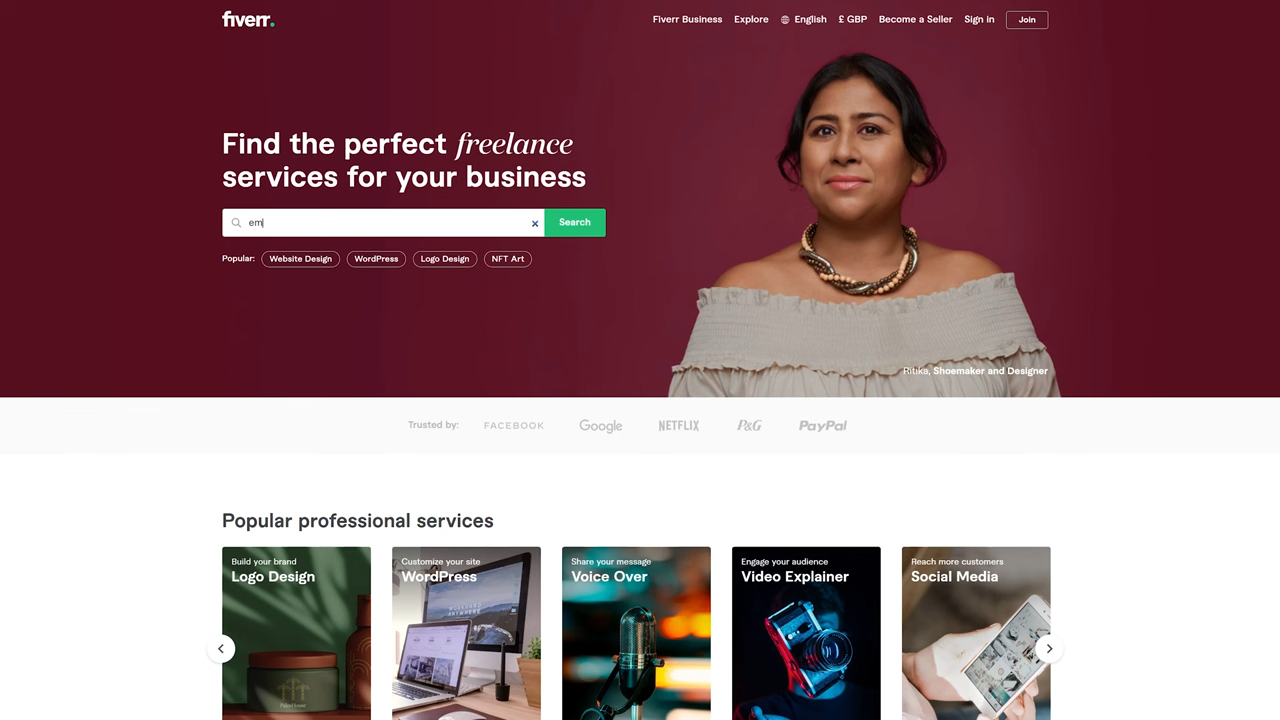 fiverr.
Fiverr Business Explore English £ GBP Become a Seller Sign in Join
Find the perfect freelance
services for your business
em
Search
Popular: Website Design WordPress Logo Design NFT Art
Ritika, Shoemaker and Designer
Trusted by: FACEBOOK Google NETFLIX P&G PayPal
Popular professional services
Build your brand
Logo Design
Customize your site
WordPress
Share your message
Voice Over
Engage your audience
Video Explainer
Reach more customers
Social Media